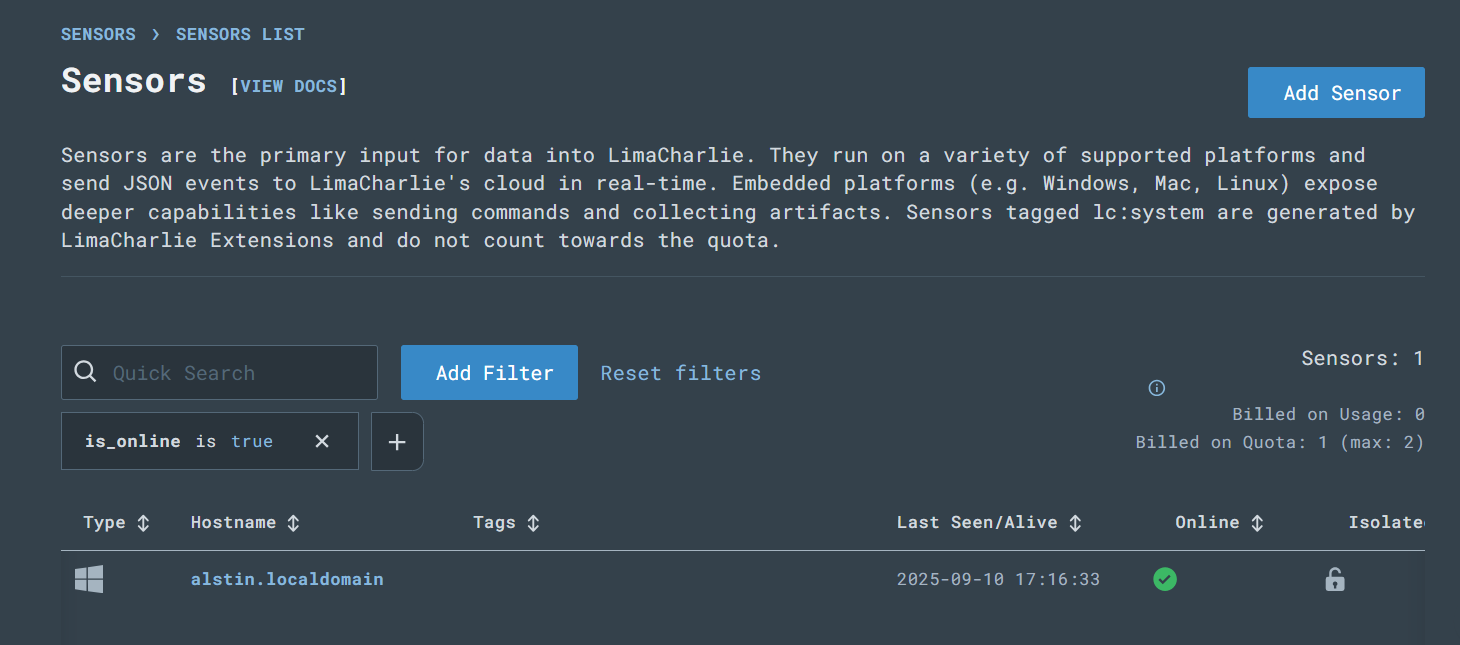 SENSORS > SENSORS LIST
Sensors [VIEW DOCS]
Add Sensor
Sensors are the primary input for data into LimaCharlie. They run on a variety of supported platforms and
send JSON events to LimaCharlie's cloud in real-time. Embedded platforms (e.g. Windows, Mac, Linux) expose
deeper capabilities like sending commands and collecting artifacts. Sensors tagged lc:system are generated by
LimaCharlie Extensions and do not count towards the quota.
Quick Search
Add Filter
Reset filters
Sensors: 1
Billed on Usage: 0
Billed on Quota: 1 (max: 2)
is_online is true
Type Hostname Tags Last Seen/Alive Online Isolate
alstin.localdomain 2025-09-10 17:16:33